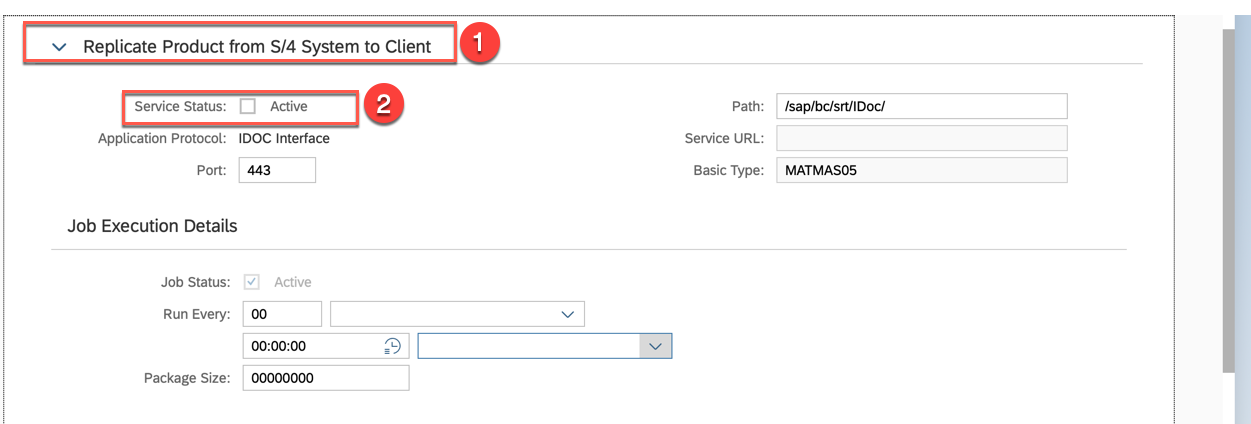 Replicate Product from S/4 System to Client 1
Service Status: Active 2
Path: /sap/bc/srt/IDoc/
Application Protocol: IDOC Interface
Service URL:
Port: 443
Basic Type: MATMAS05
Job Execution Details
Job Status: Active
Run Every: 00
00:00:00
Package Size: 00000000